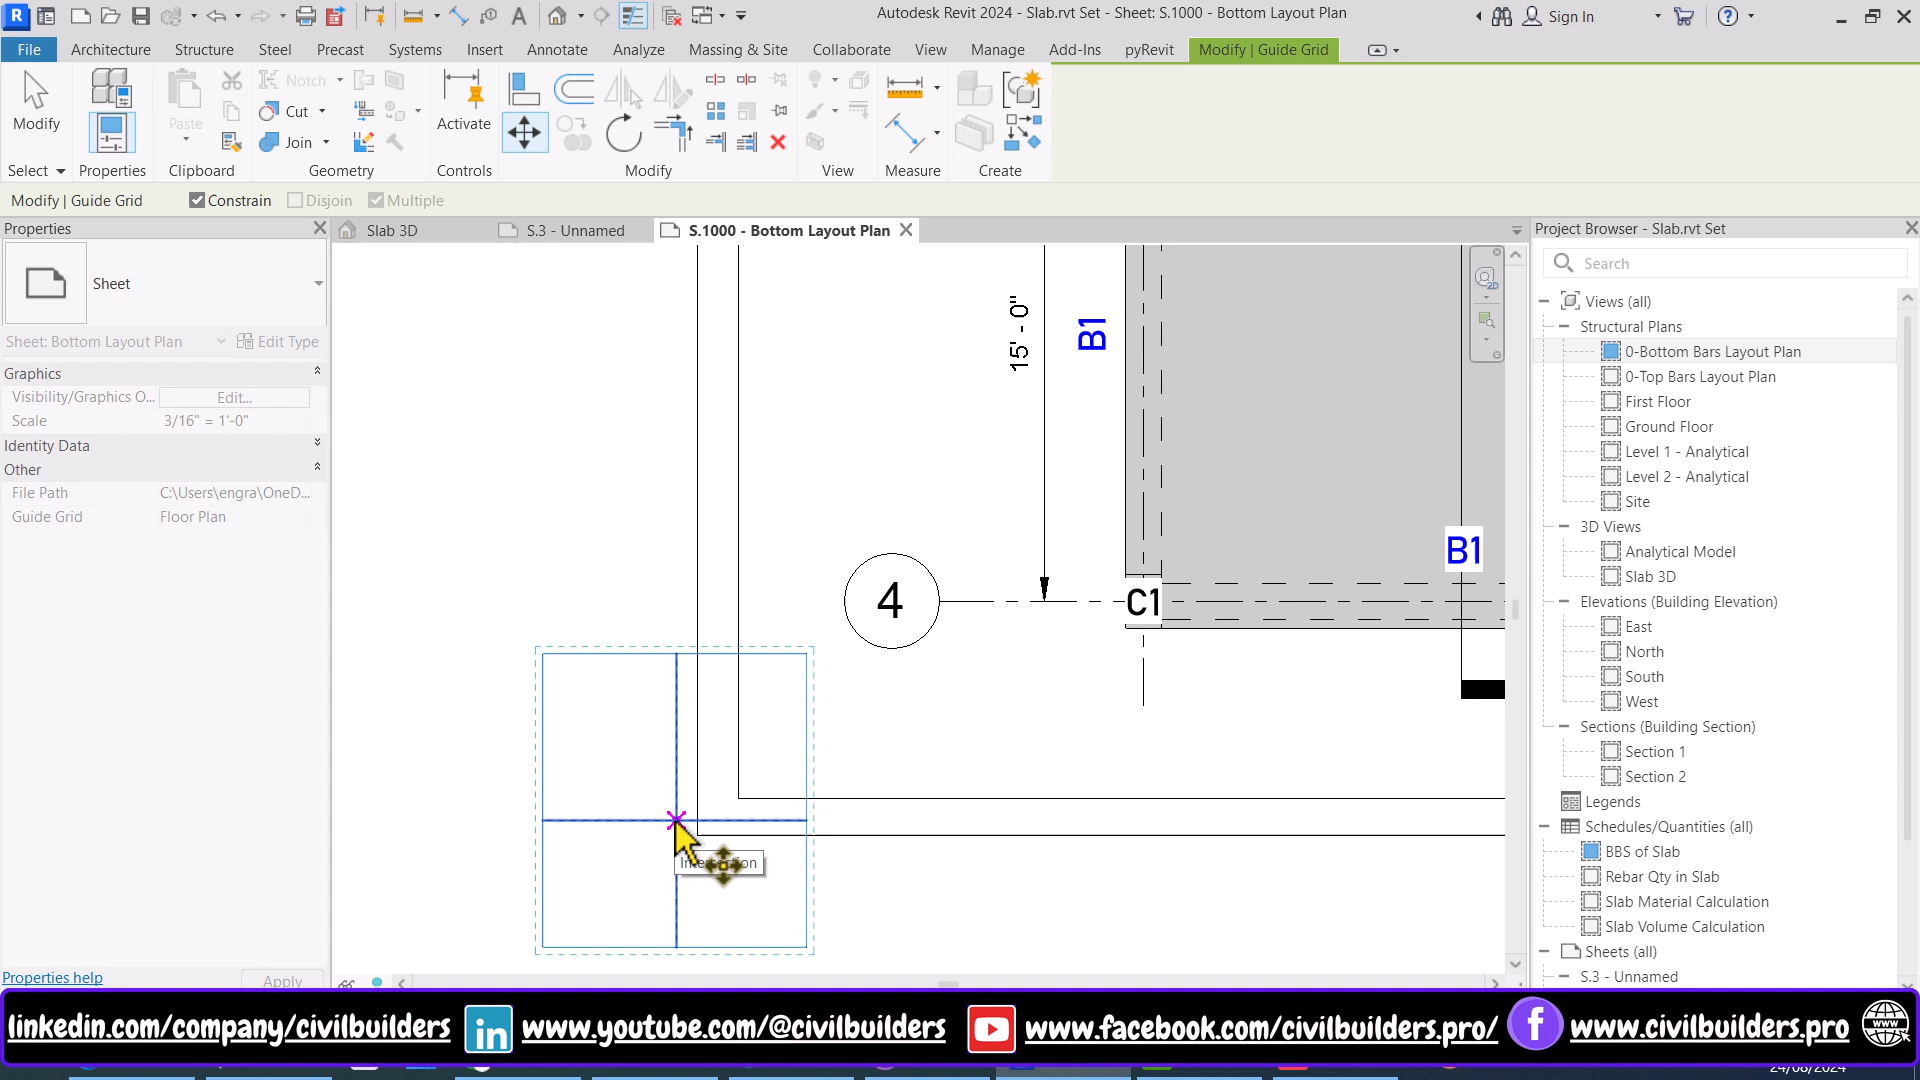 Autodesk Revit 2024 - Slab.rvt Set - Sheet: S.1000 - Bottom Layout Plan
Sign In
File Architecture Structure Steel Precast Systems Insert Annotate Analyze Massing & Site Collaborate View Manage Add-Ins pyRevit Modify | Guide Grid
Modify
Paste
Notch
Cut
Join
Activate
Select Properties Clipboard Geometry Controls Modify View Measure Create
Modify | Guide Grid Constrain Disjoin Multiple
Properties
Sheet
Sheet: Bottom Layout Plan Edit Type
Graphics
Visibility/Graphics O... Edit...
Scale 3/16" = 1'-0"
Identity Data
Other
File Path C:\Users\engra\OneD...
Guide Grid Floor Plan
Properties help Apply
Slab 3D S.3 - Unnamed S.1000 - Bottom Layout Plan
15' - 0"
B1
B1
4
C1
Intersection
Project Browser - Slab.rvt Set
Search
Views (all)
Structural Plans
0-Bottom Bars Layout Plan
0-Top Bars Layout Plan
First Floor
Ground Floor
Level 1 - Analytical
Level 2 - Analytical
Site
3D Views
Analytical Model
Slab 3D
Elevations (Building Elevation)
East
North
South
West
Sections (Building Section)
Section 1
Section 2
Legends
Schedules/Quantities (all)
BBS of Slab
Rebar Qty in Slab
Slab Material Calculation
Slab Volume Calculation
Sheets (all)
S.3 - Unnamed
linkedin.com/company/civilbuilders www.youtube.com/@civilbuilders www.facebook.com/civilbuilders.pro/ www.civilbuilders.pro
24/08/2024